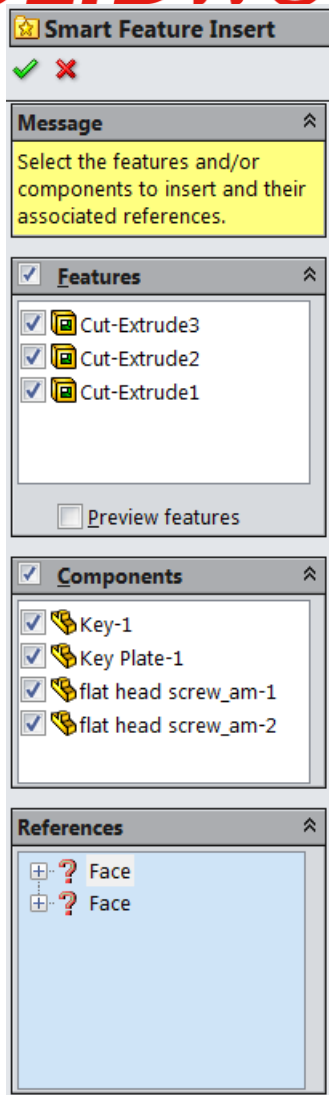 Smart Feature Insert
Message
Select the features and/or
components to insert and their
associated references.
Features
Cut-Extrude3
Cut-Extrude2
Cut-Extrude1
Preview features
Components
Key-1
Key Plate-1
flat head screw_am-1
flat head screw_am-2
References
? Face
? Face